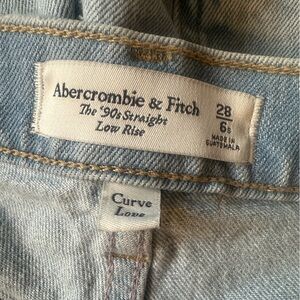 Abercrombie & Fitch
The '90s Straight
Low Rise
28
6s
MADE IN
GUATEMALA
Curve
Love